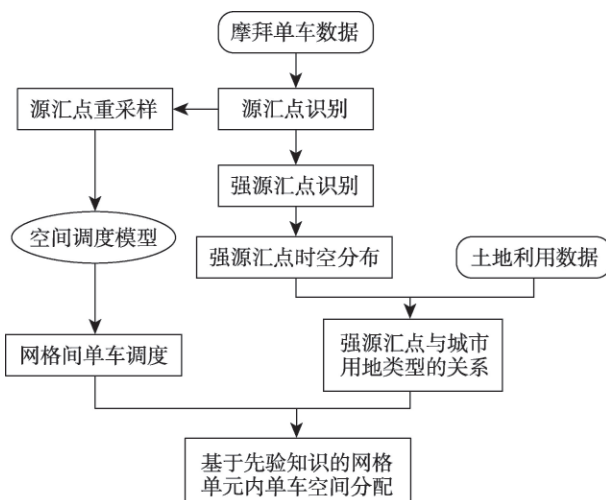 摩拜单车数据
源汇点重采样
源汇点识别
强源汇点识别
空间调度模型
强源汇点时空分布
土地利用数据
网格间单车调度
强源汇点与城市
用地类型的关系
基于先验知识的网格
单元内单车空间分配